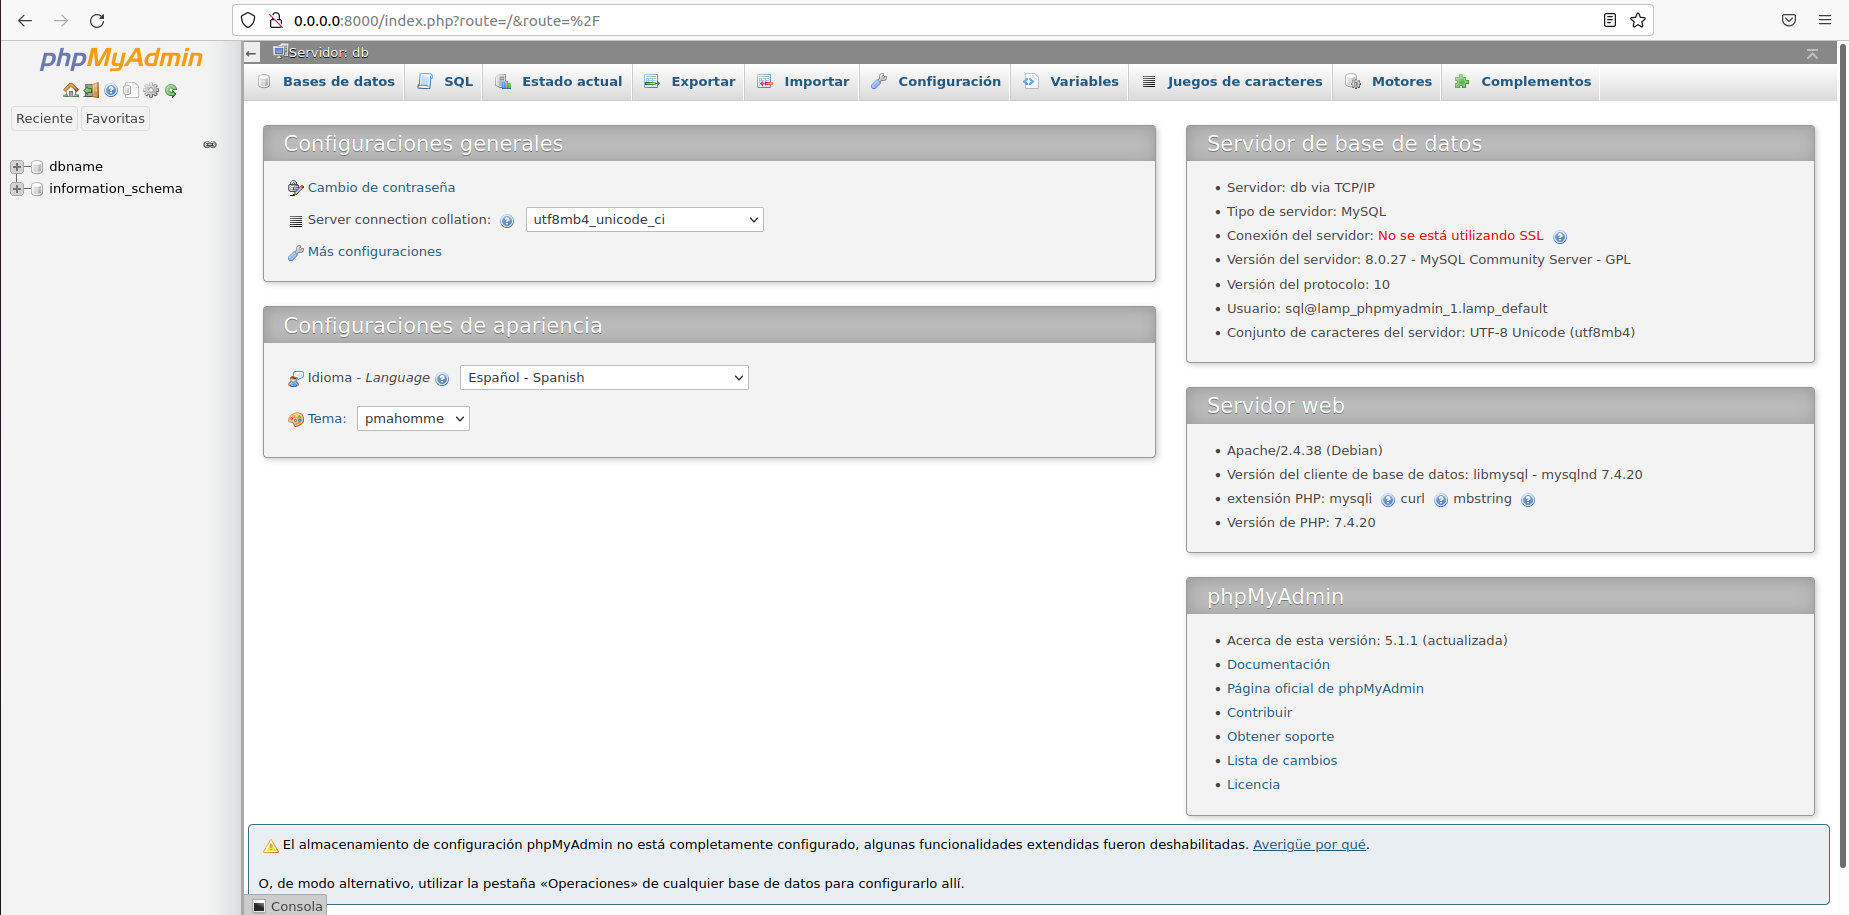 0.0.0.0:8000/index.php?route=/&route=%2F
phpMyAdmin
Reciente
Favoritas
dbname
information_schema
Servidor: db
Bases de datos
SQL
Estado actual
Exportar
Importar
Configuración
Variables
Juegos de caracteres
Motores
Complementos
Configuraciones generales
Cambio de contraseña
Server connection collation: utf8mb4_unicode_ci
Más configuraciones
Configuraciones de apariencia
Idioma - Language Español - Spanish
Tema: pmahomme
Servidor de base de datos
• Servidor: db via TCP/IP
• Tipo de servidor: MySQL
• Conexión del servidor: No se está utilizando SSL
• Versión del servidor: 8.0.27 - MySQL Community Server - GPL
• Versión del protocolo: 10
• Usuario: sql@lamp_phpmyadmin_1.lamp_default
• Conjunto de caracteres del servidor: UTF-8 Unicode (utf8mb4)
Servidor web
• Apache/2.4.38 (Debian)
• Versión del cliente de base de datos: libmysql - mysqlnd 7.4.20
• extensión PHP: mysqli curl mbstring
• Versión de PHP: 7.4.20
phpMyAdmin
• Acerca de esta versión: 5.1.1 (actualizada)
• Documentación
• Página oficial de phpMyAdmin
• Contribuir
• Obtener soporte
• Lista de cambios
• Licencia
El almacenamiento de configuración phpMyAdmin no está completamente configurado, algunas funcionalidades extendidas fueron deshabilitadas. Averigüe por qué.
O, de modo alternativo, utilizar la pestaña «Operaciones» de cualquier base de datos para configurarlo allí.
Consola